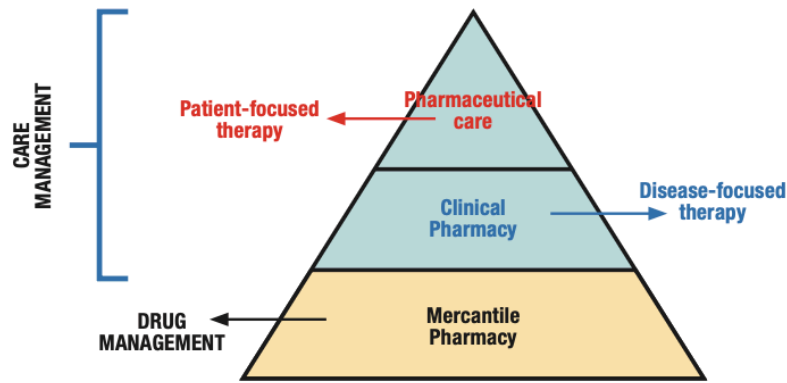 CARE
MANAGEMENT
Patient-focused
therapy
Pharmaceutical
care
Clinical
Pharmacy
Disease-focused
therapy
DRUG
MANAGEMENT
Mercantile
Pharmacy